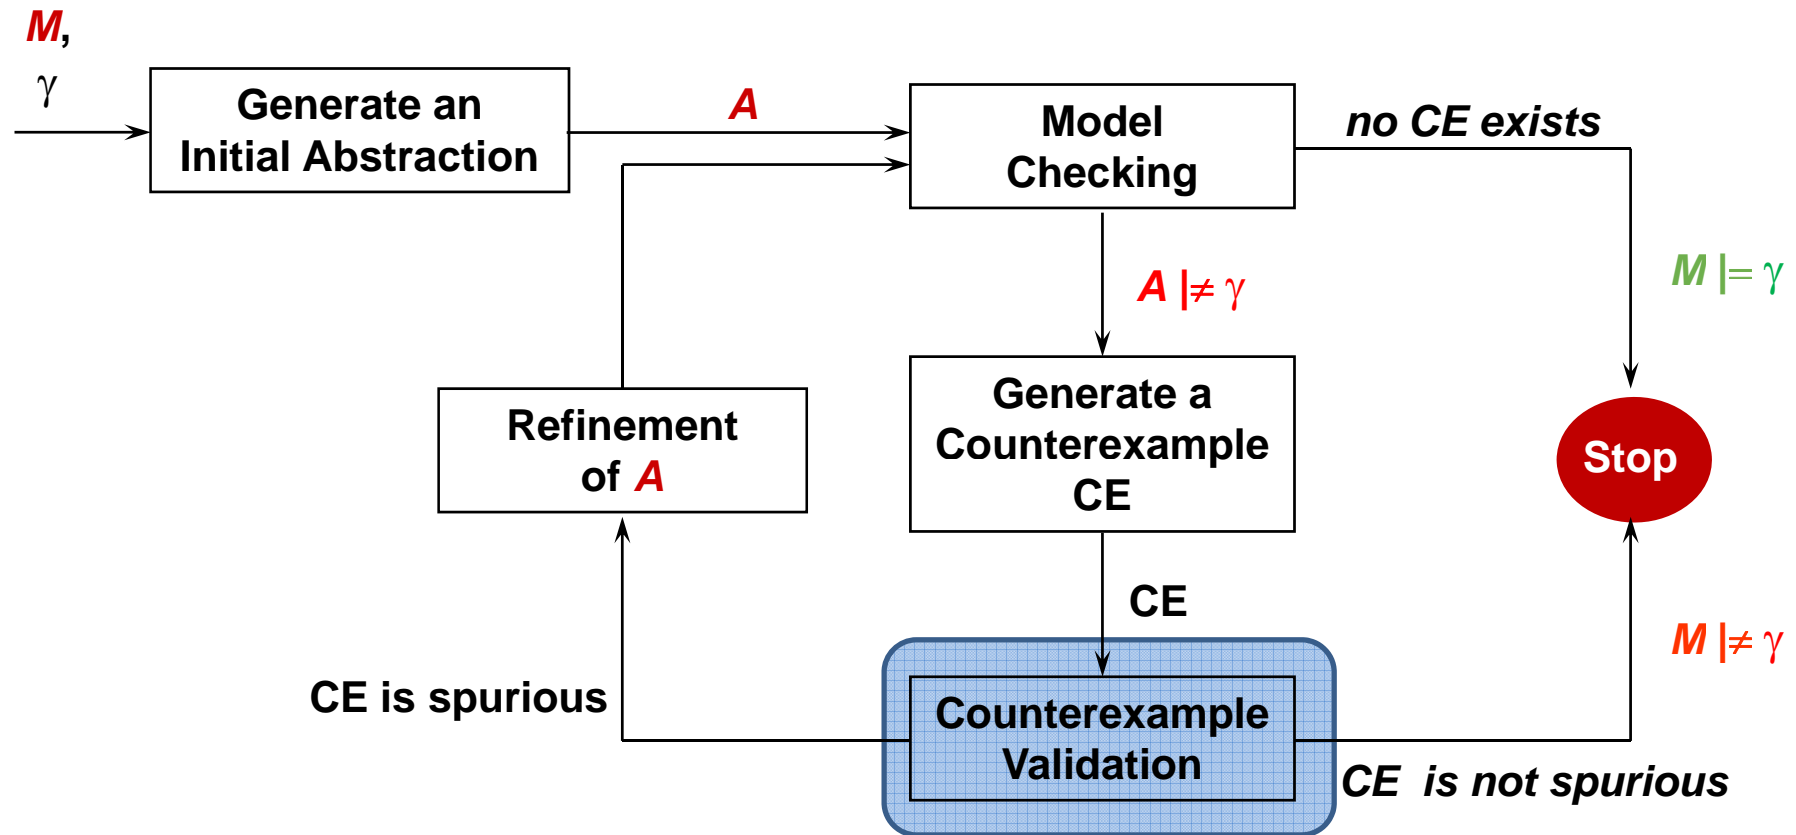 M,
γ
Generate an
Initial Abstraction
A
Model
Checking
no CE exists
A |≠ γ
M |= γ
Refinement
of A
Generate a
Counterexample
CE
Stop
CE
M |≠ γ
CE is spurious
Counterexample
Validation
CE is not spurious